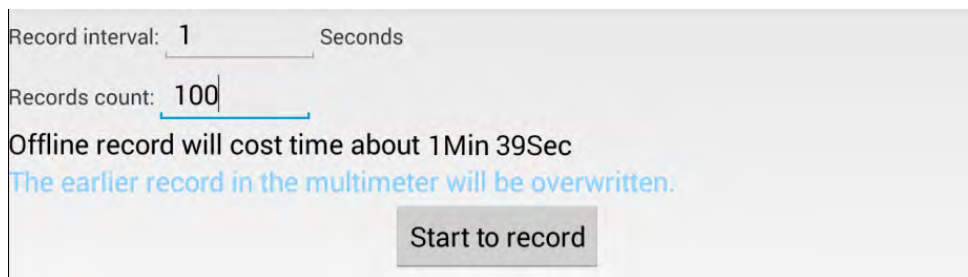 Record interval: 1 Seconds
Records count: 100
Offline record will cost time about 1Min 39Sec
The earlier record in the multimeter will be overwritten.
Start to record